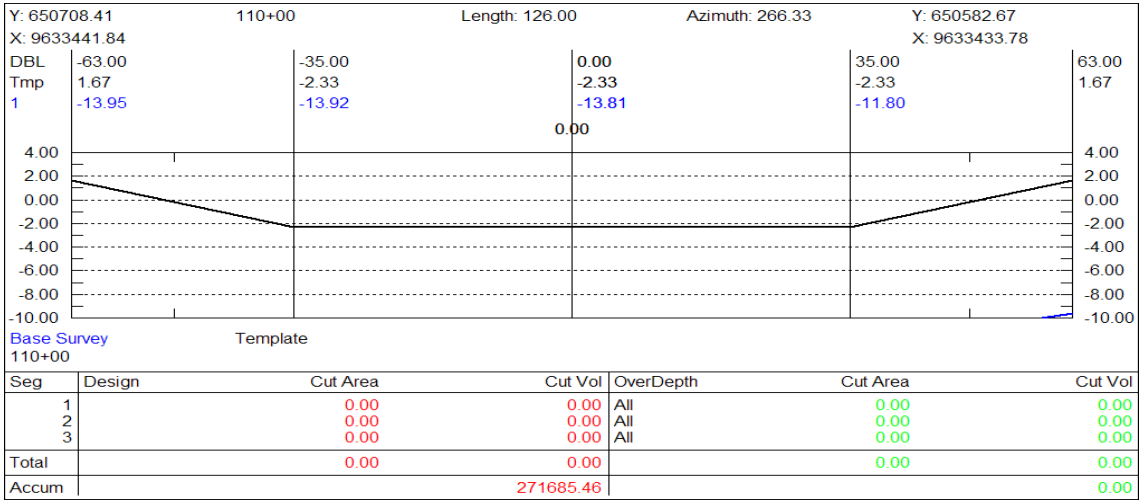 Y: 650708.41 110+00 Length: 126.00 Azimuth: 266.33 Y: 650582.67
X: 9633441.84 X: 9633433.78
DBL -63.00 -35.00 0.00 35.00 63.00
Tmp 1.67 -2.33 -2.33 -2.33 1.67
1 -13.95 -13.92 -13.81 -11.80
0.00
4.00 4.00
2.00 2.00
0.00 0.00
-2.00 -2.00
-4.00 -4.00
-6.00 -6.00
-8.00 -8.00
-10.00 -10.00
Base Survey Template
110+00
Seg Design Cut Area Cut Vol OverDepth Cut Area Cut Vol
1 0.00 0.00 All 0.00 0.00
2 0.00 0.00 All 0.00 0.00
3 0.00 0.00 All 0.00 0.00
Total 0.00 0.00 0.00 0.00
Accum 271685.46 0.00